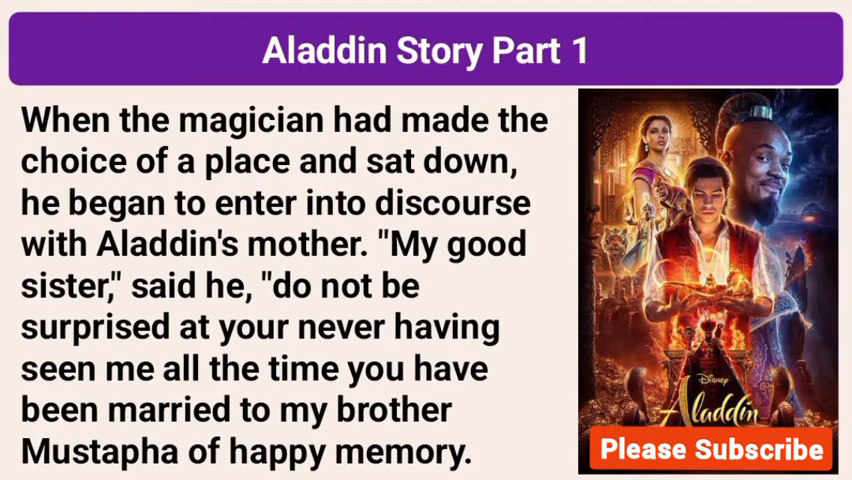 Aladdin Story Part 1
When the magician had made the
choice of a place and sat down,
he began to enter into discourse
with Aladdin's mother. "My good
sister," said he, "do not be
surprised at your never having
seen me all the time you have
been married to my brother
Mustapha of happy memory.
Disney
Aladdin
Please Subscribe